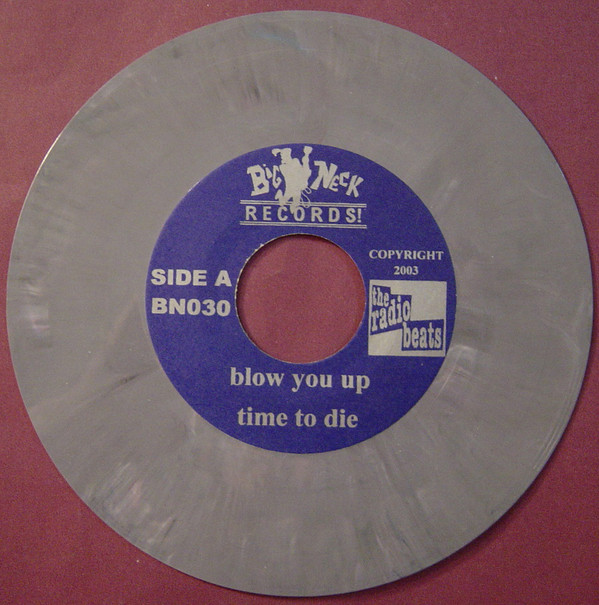 BIG NECK
RECORDS!
SIDE A
BN030
COPYRIGHT
2003
the
radio
beats
blow you up
time to die